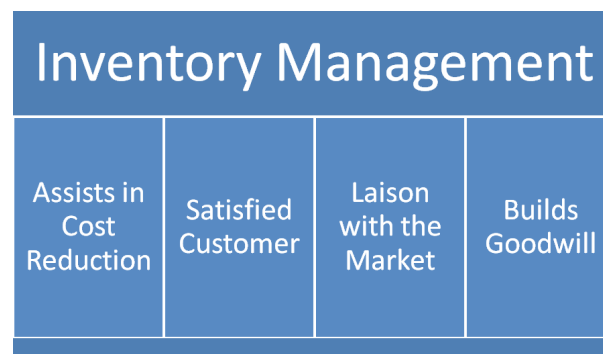 Inventory Management
Assists in
Cost
Reduction
Satisfied
Customer
Laison
with the
Market
Builds
Goodwill